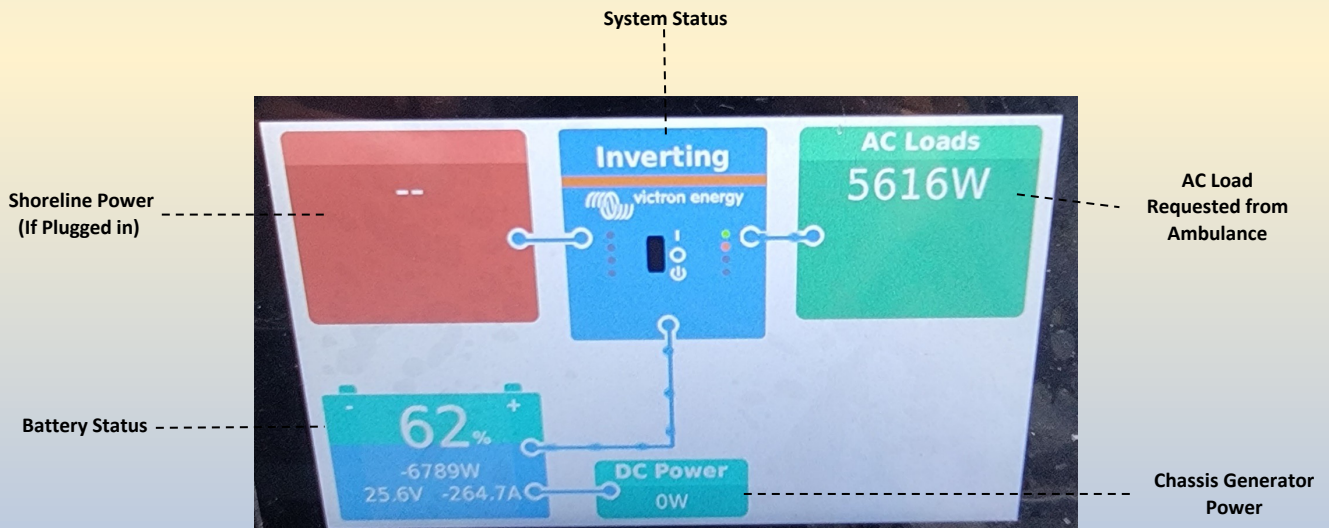 System Status
Shoreline Power
(If Plugged in)
--
Inverting
victron energy
AC Loads
5616W
AC Load
Requested from
Ambulance
Battery Status
- +
62%
-6789W
25.6V -264.7A
DC Power
0W
Chassis Generator
Power